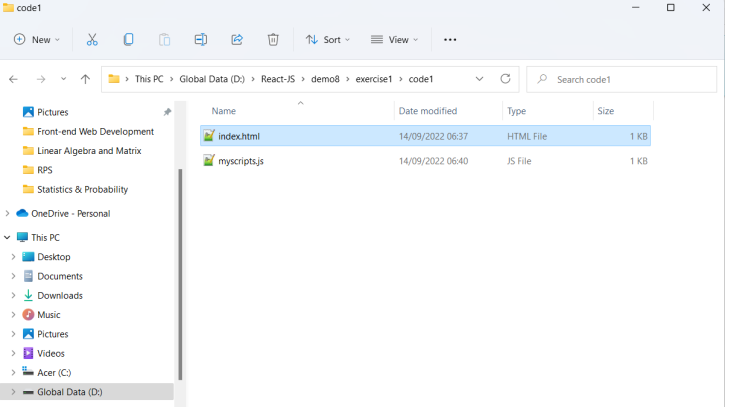 code1
New Sort View
This PC Global Data (D:) React-JS demo8 exercise1 code1 Search code1
Name Date modified Type Size
index.html 14/09/2022 06:37 HTML File 1 KB
myscripts.js 14/09/2022 06:40 JS File 1 KB
Pictures
Front-end Web Development
Linear Algebra and Matrix
RPS
Statistics & Probability
OneDrive - Personal
This PC
Desktop
Documents
Downloads
Music
Pictures
Videos
Acer (C:)
Global Data (D:)